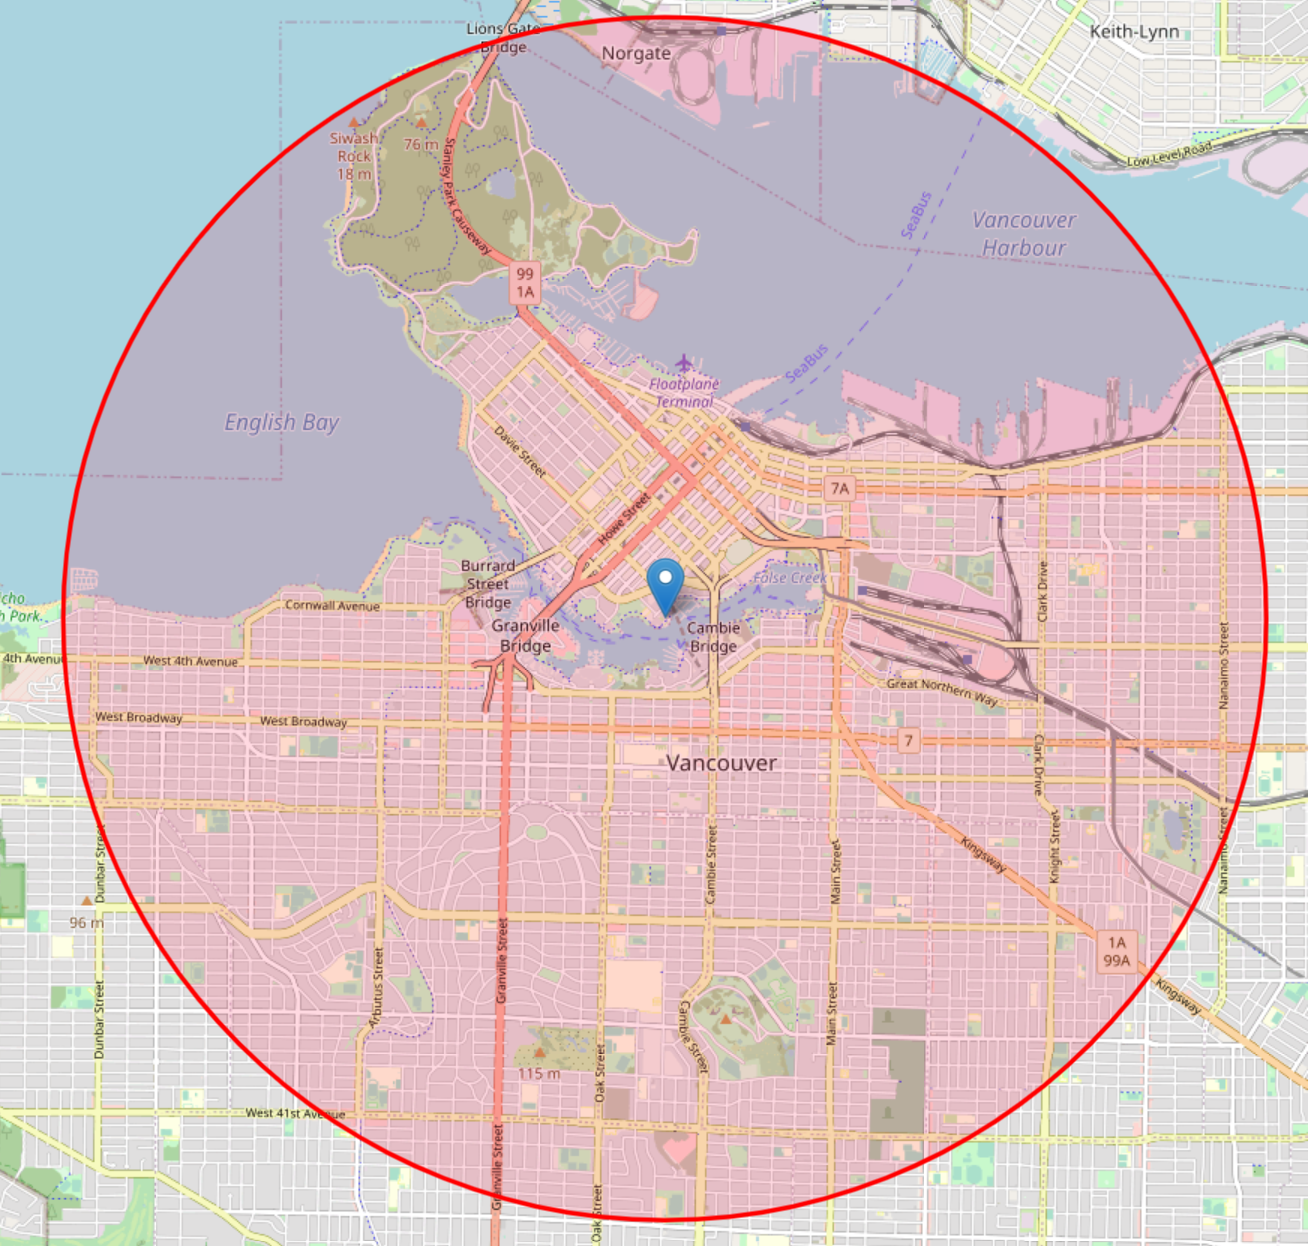 Lions Gate
Bridge
Norgate
Keith-Lynn
Siwash
Rock
18 m
76 m
Stanley Park Causeway
Low Level Road
SeaBus
Vancouver
Harbour
99
1A
SeaBus
Floatplane
Terminal
English Bay
Davie Street
7A
Howe Street
Burrard
Street
Bridge
False Creek
Clark Drive
icho
h Park.
Cornwall Avenue
Granville
Bridge
Cambie
Bridge
4th Avenue
West 4th Avenue
Nanaimo Street
Great Northern Way
West Broadway
West Broadway
7
Vancouver
Clark Drive
Dunbar Street
Cambie Street
Main Street
Kingsway
Knight Street
Nanaimo Street
96 m
Granville Street
Arbutus Street
1A
99A
Dunbar Street
Cambie Street
Main Street
Kingsway
115 m
Oak Street
West 41st Avenue
Granville Street
Oak Street